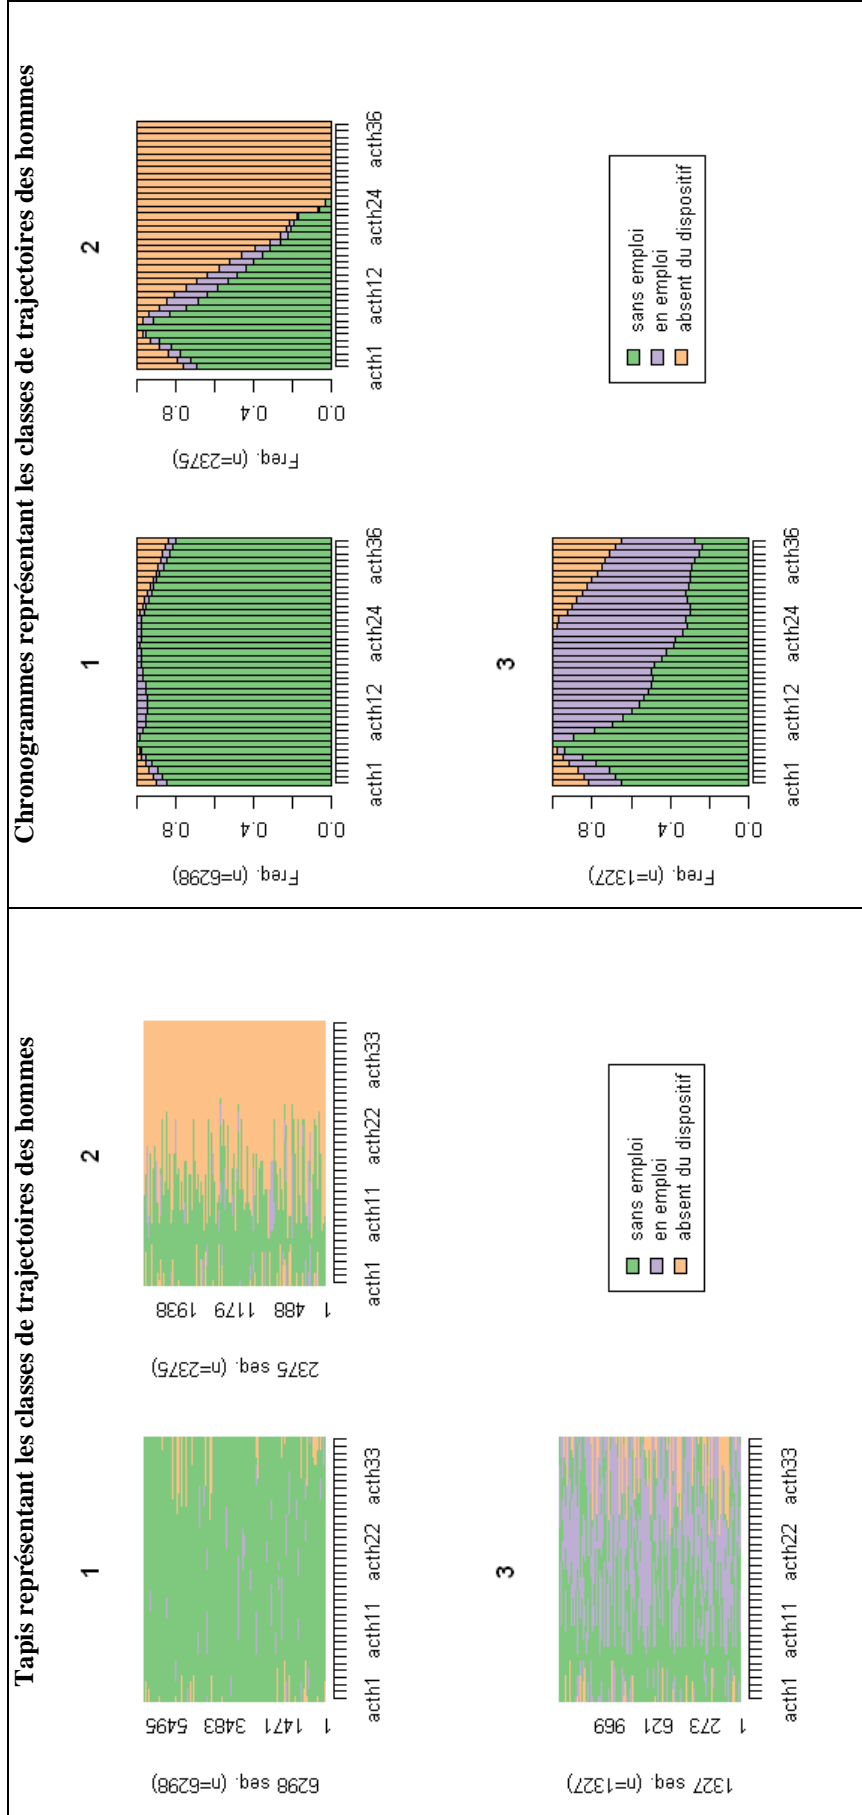 Tapis représentant les classes de trajectoires des hommes
1
6298 seq. (n=6298)
1 1471 3483 5495
acth1 acth11 acth22 acth33
2
2375 seq. (n=2375)
1 488 1179 1938
acth1 acth11 acth22 acth33
3
1327 seq. (n=1327)
1 273 621 969
acth1 acth11 acth22 acth33
sans emploi
en emploi
absent du dispositif
Chronogrammes représentant les classes de trajectoires des hommes
1
Freq. (n=6298)
0.0 0.4 0.8
acth1 acth12 acth24 acth36
2
Freq. (n=2375)
0.0 0.4 0.8
acth1 acth12 acth24 acth36
3
Freq. (n=1327)
0.0 0.4 0.8
acth1 acth12 acth24 acth36
sans emploi
en emploi
absent du dispositif